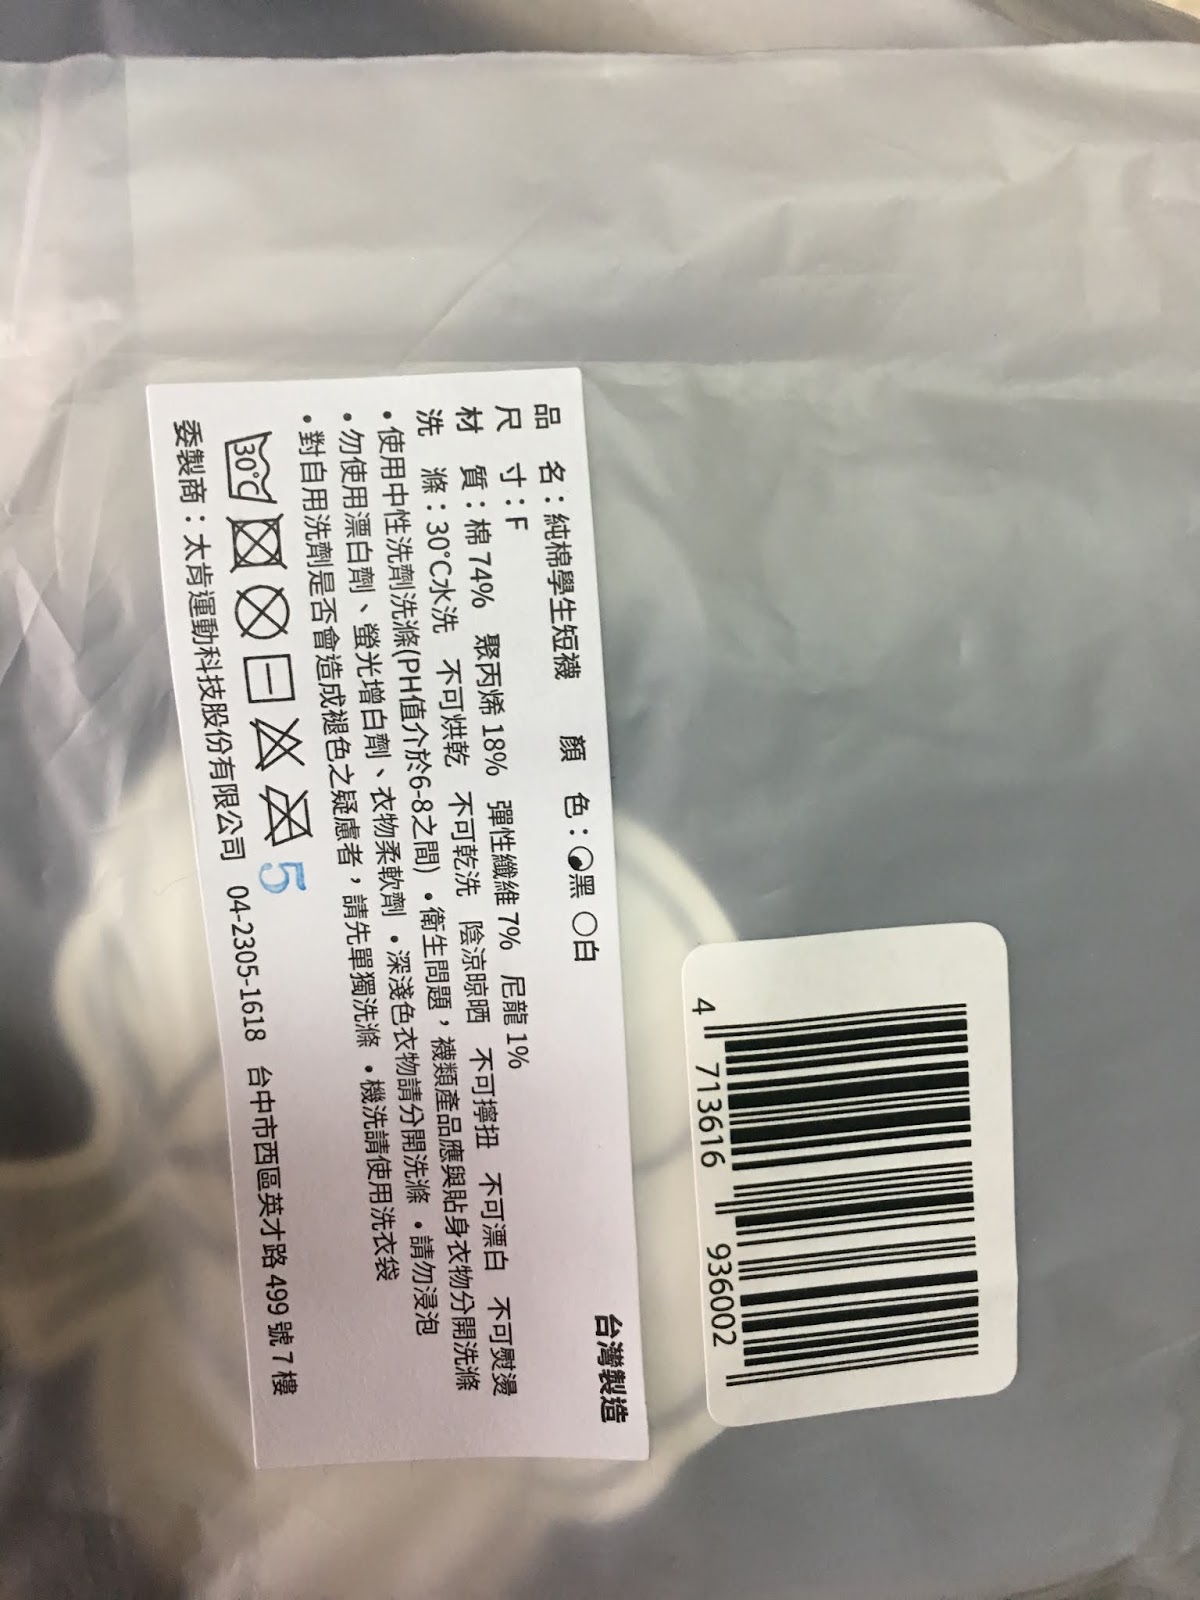 品　名：純棉學生短襪　　顏　色：○黑 ○白　　台灣製造
尺　寸：F
材　質：棉 74%　聚丙烯 18%　彈性纖維 7%　尼龍 1%
洗　滌：30°C水洗　不可烘乾　不可乾洗　陰涼晾晒　不可擰扭　不可漂白　不可熨燙
•使用中性洗劑洗滌(PH值介於6-8之間) •衛生問題，襪類產品應與貼身衣物分開洗滌
•勿使用漂白劑、螢光增白劑、衣物柔軟劑 •深淺色衣物請分開洗滌 •請勿浸泡
•對自用洗劑是否會造成褪色之疑慮者，請先單獨洗滌 •機洗請使用洗衣袋
30°C 5
委製商：太肯運動科技股份有限公司　04-2305-1618　台中市西區英才路 499 號 7 樓
4 713616 936002